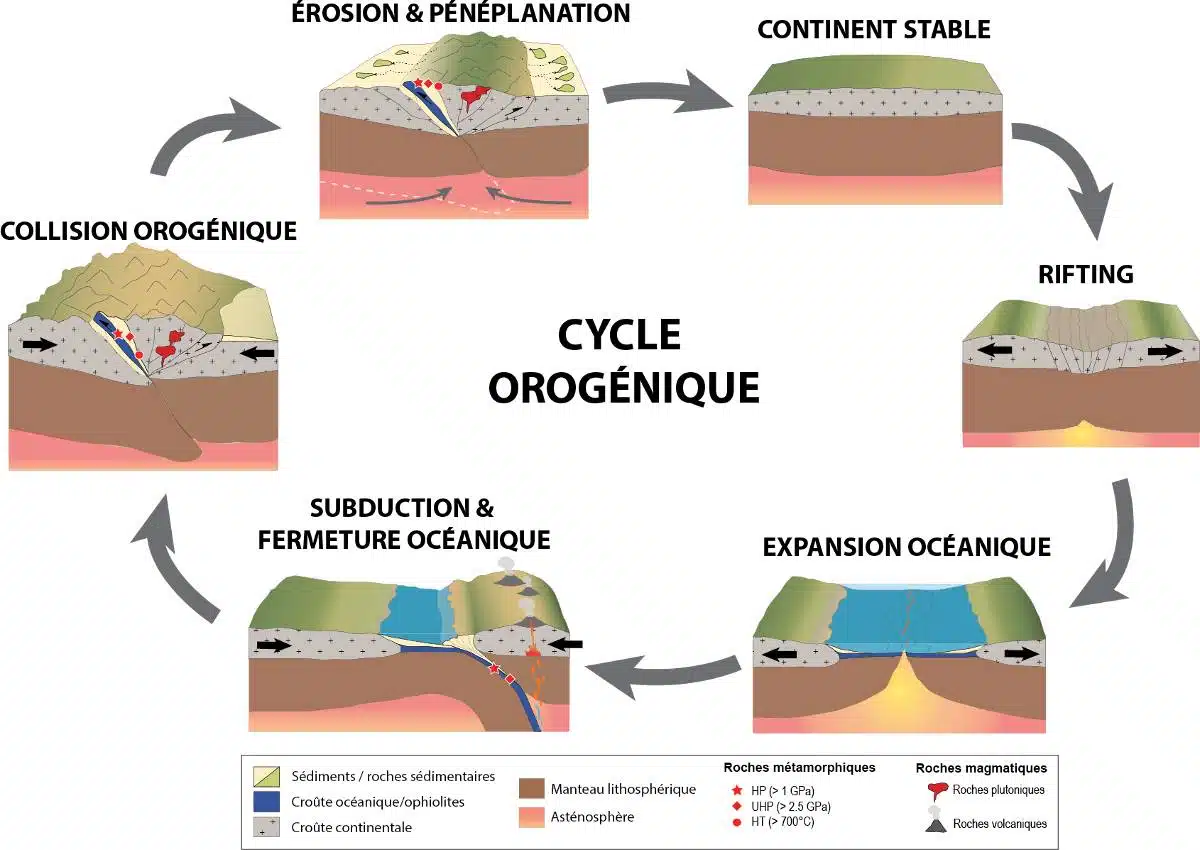 ÉROSION & PÉNÉPLANATION
CONTINENT STABLE
COLLISION OROGÉNIQUE
RIFTING
CYCLE
OROGÉNIQUE
SUBDUCTION &
FERMETURE OCÉANIQUE
EXPANSION OCÉANIQUE
Sédiments / roches sédimentaires
Croûte océanique/ophiolites
Croûte continentale
Manteau lithosphérique
Asténosphère
Roches métamorphiques
HP (> 1 GPa)
UHP (> 2.5 GPa)
HT (> 700°C)
Roches magmatiques
Roches plutoniques
Roches volcaniques